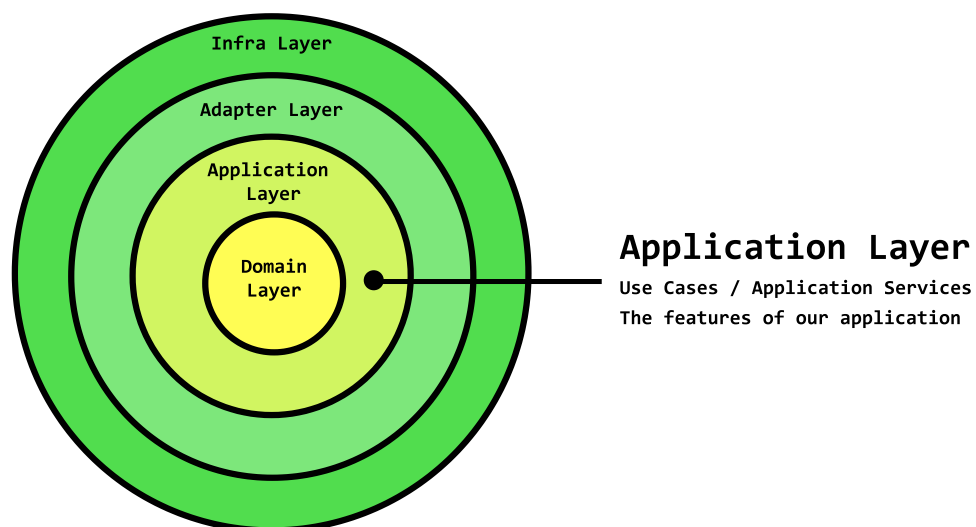 Infra Layer
Adapter Layer
Application
Layer
Domain
Layer
Application Layer
Use Cases / Application Services
The features of our application